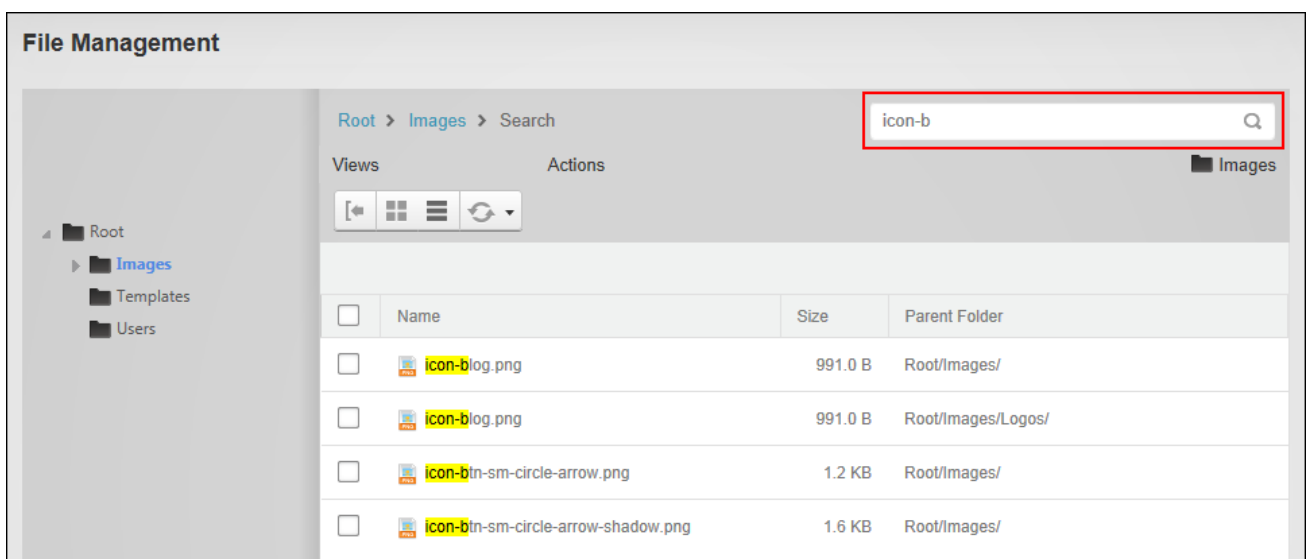 File Management
Root > Images > Search
icon-b
Views
Actions
Images
Root
Images
Templates
Users
Name Size Parent Folder
icon-blog.png 991.0 B Root/Images/
icon-blog.png 991.0 B Root/Images/Logos/
icon-btn-sm-circle-arrow.png 1.2 KB Root/Images/
icon-btn-sm-circle-arrow-shadow.png 1.6 KB Root/Images/